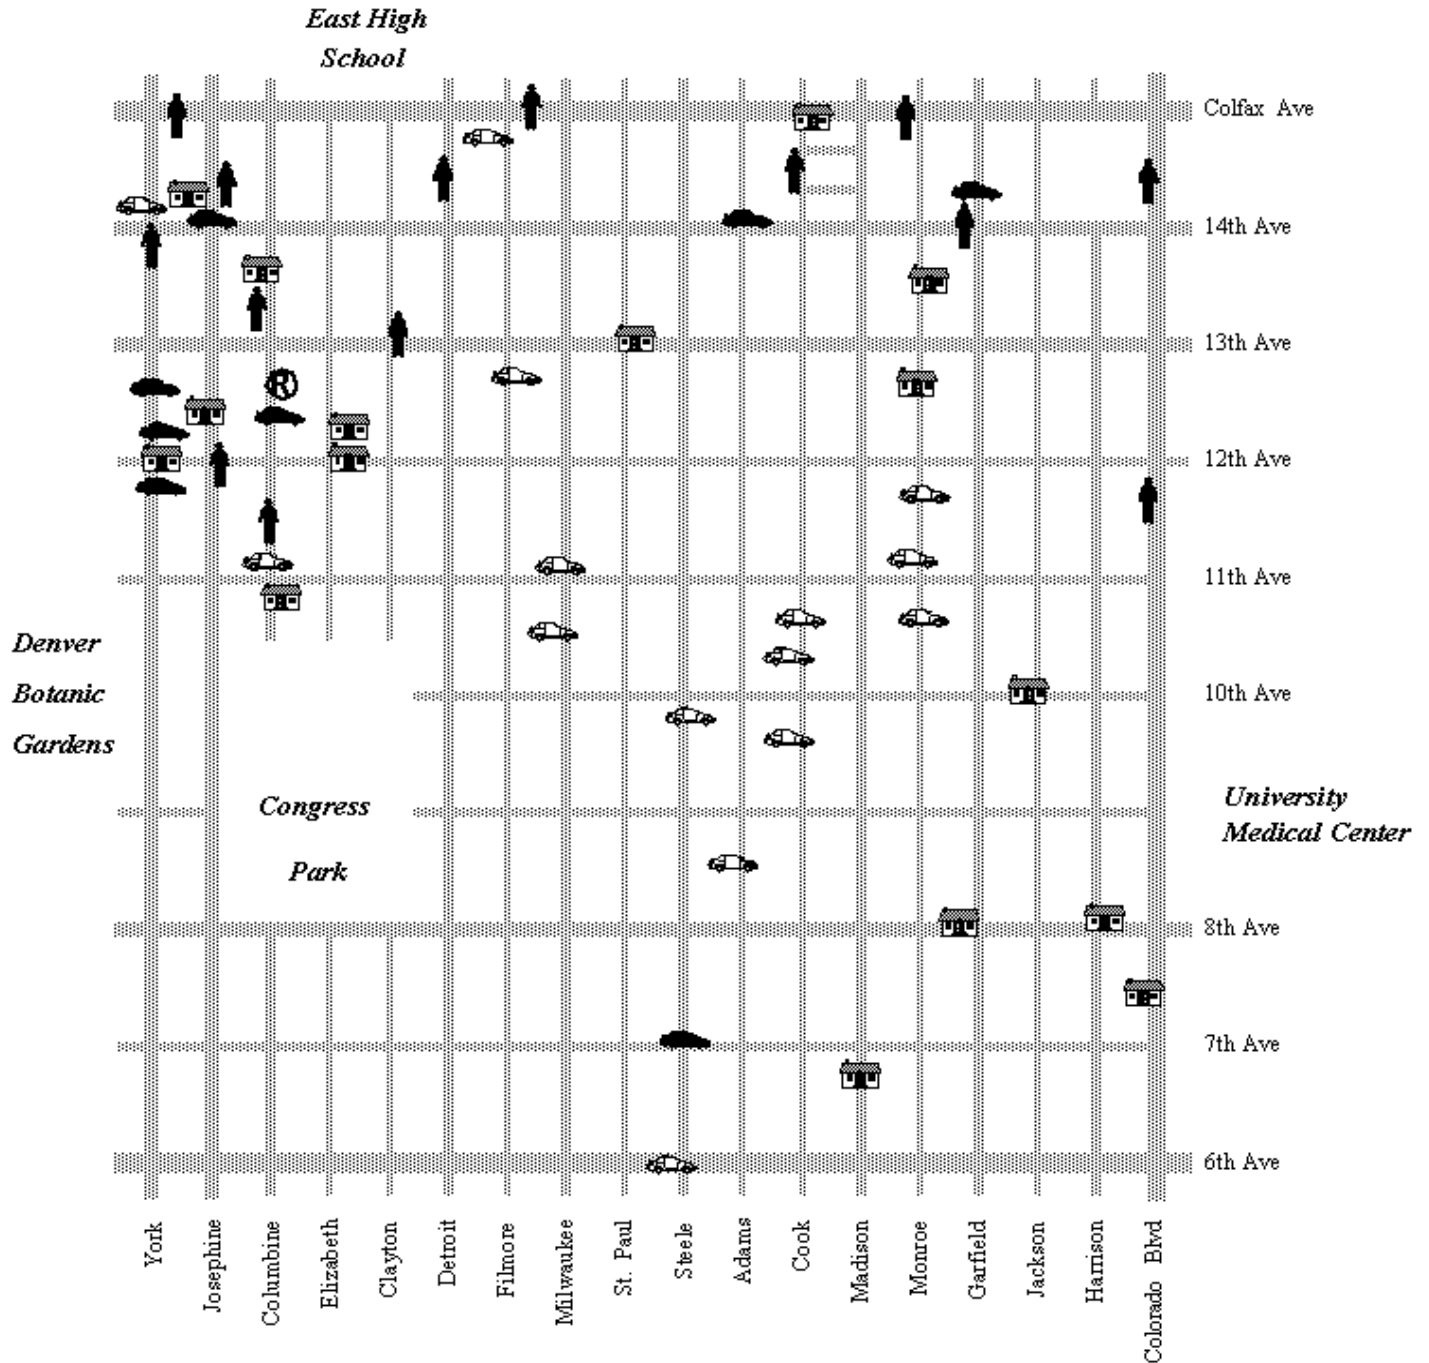 East High
School
Colfax Ave
14th Ave
13th Ave
R
12th Ave
11th Ave
Denver
Botanic
Gardens
10th Ave
Congress
Park
University
Medical Center
8th Ave
7th Ave
6th Ave
York
Josephine
Columbine
Elizabeth
Clayton
Detroit
Filmore
Milwaukee
St. Paul
Steele
Adams
Cook
Madison
Monroe
Garfield
Jackson
Harrison
Colorado Blvd